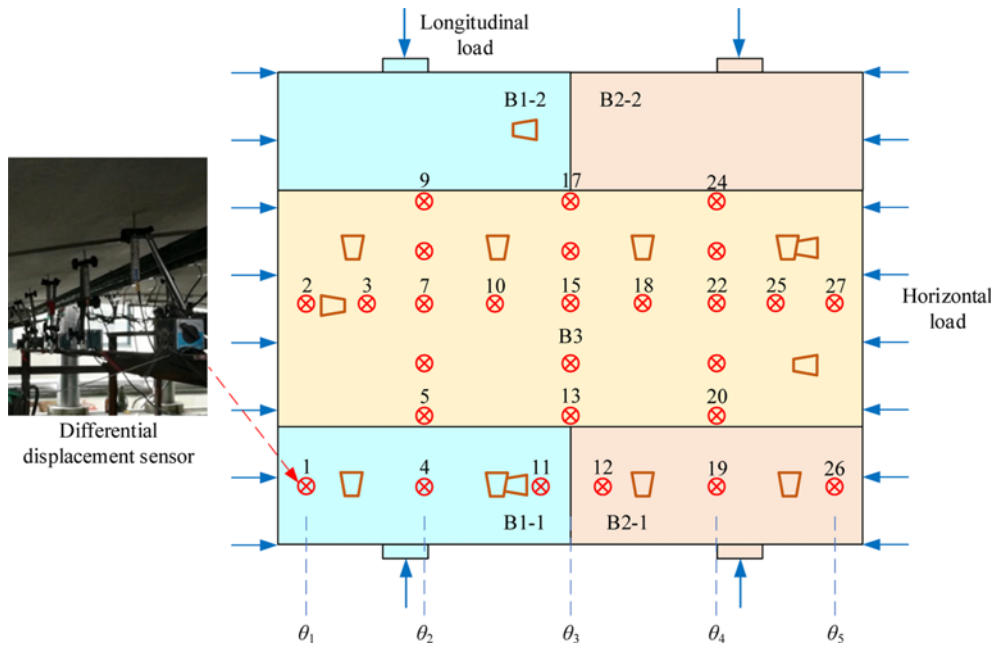 Longitudinal
load
B1-2
B2-2
9
17
24
2
3
7
10
15
18
22
25
27
Horizontal
load
B3
5
13
20
Differential
displacement sensor
1
4
11
12
19
26
B1-1
B2-1
θ1
θ2
θ3
θ4
θ5